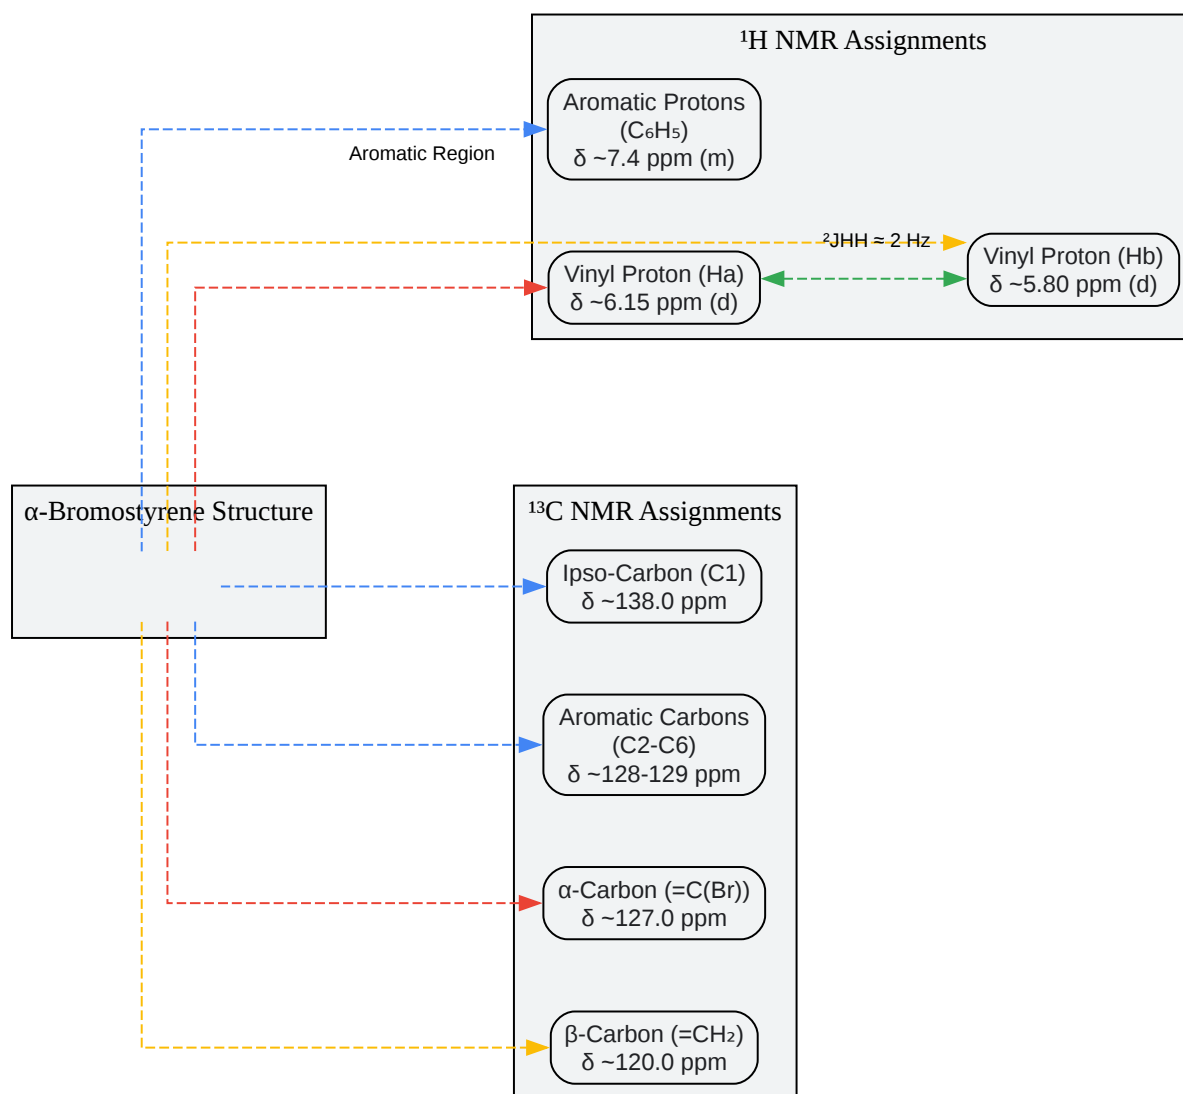 ¹H NMR Assignments
Aromatic Protons
(C₆H₅)
δ ~7.4 ppm (m)
Aromatic Region
²JHH ≈ 2 Hz
Vinyl Proton (Ha)
δ ~6.15 ppm (d)
Vinyl Proton (Hb)
δ ~5.80 ppm (d)
α-Bromostyrene Structure
¹³C NMR Assignments
Ipso-Carbon (C1)
δ ~138.0 ppm
Aromatic Carbons
(C2-C6)
δ ~128-129 ppm
α-Carbon (=C(Br))
δ ~127.0 ppm
β-Carbon (=CH₂)
δ ~120.0 ppm